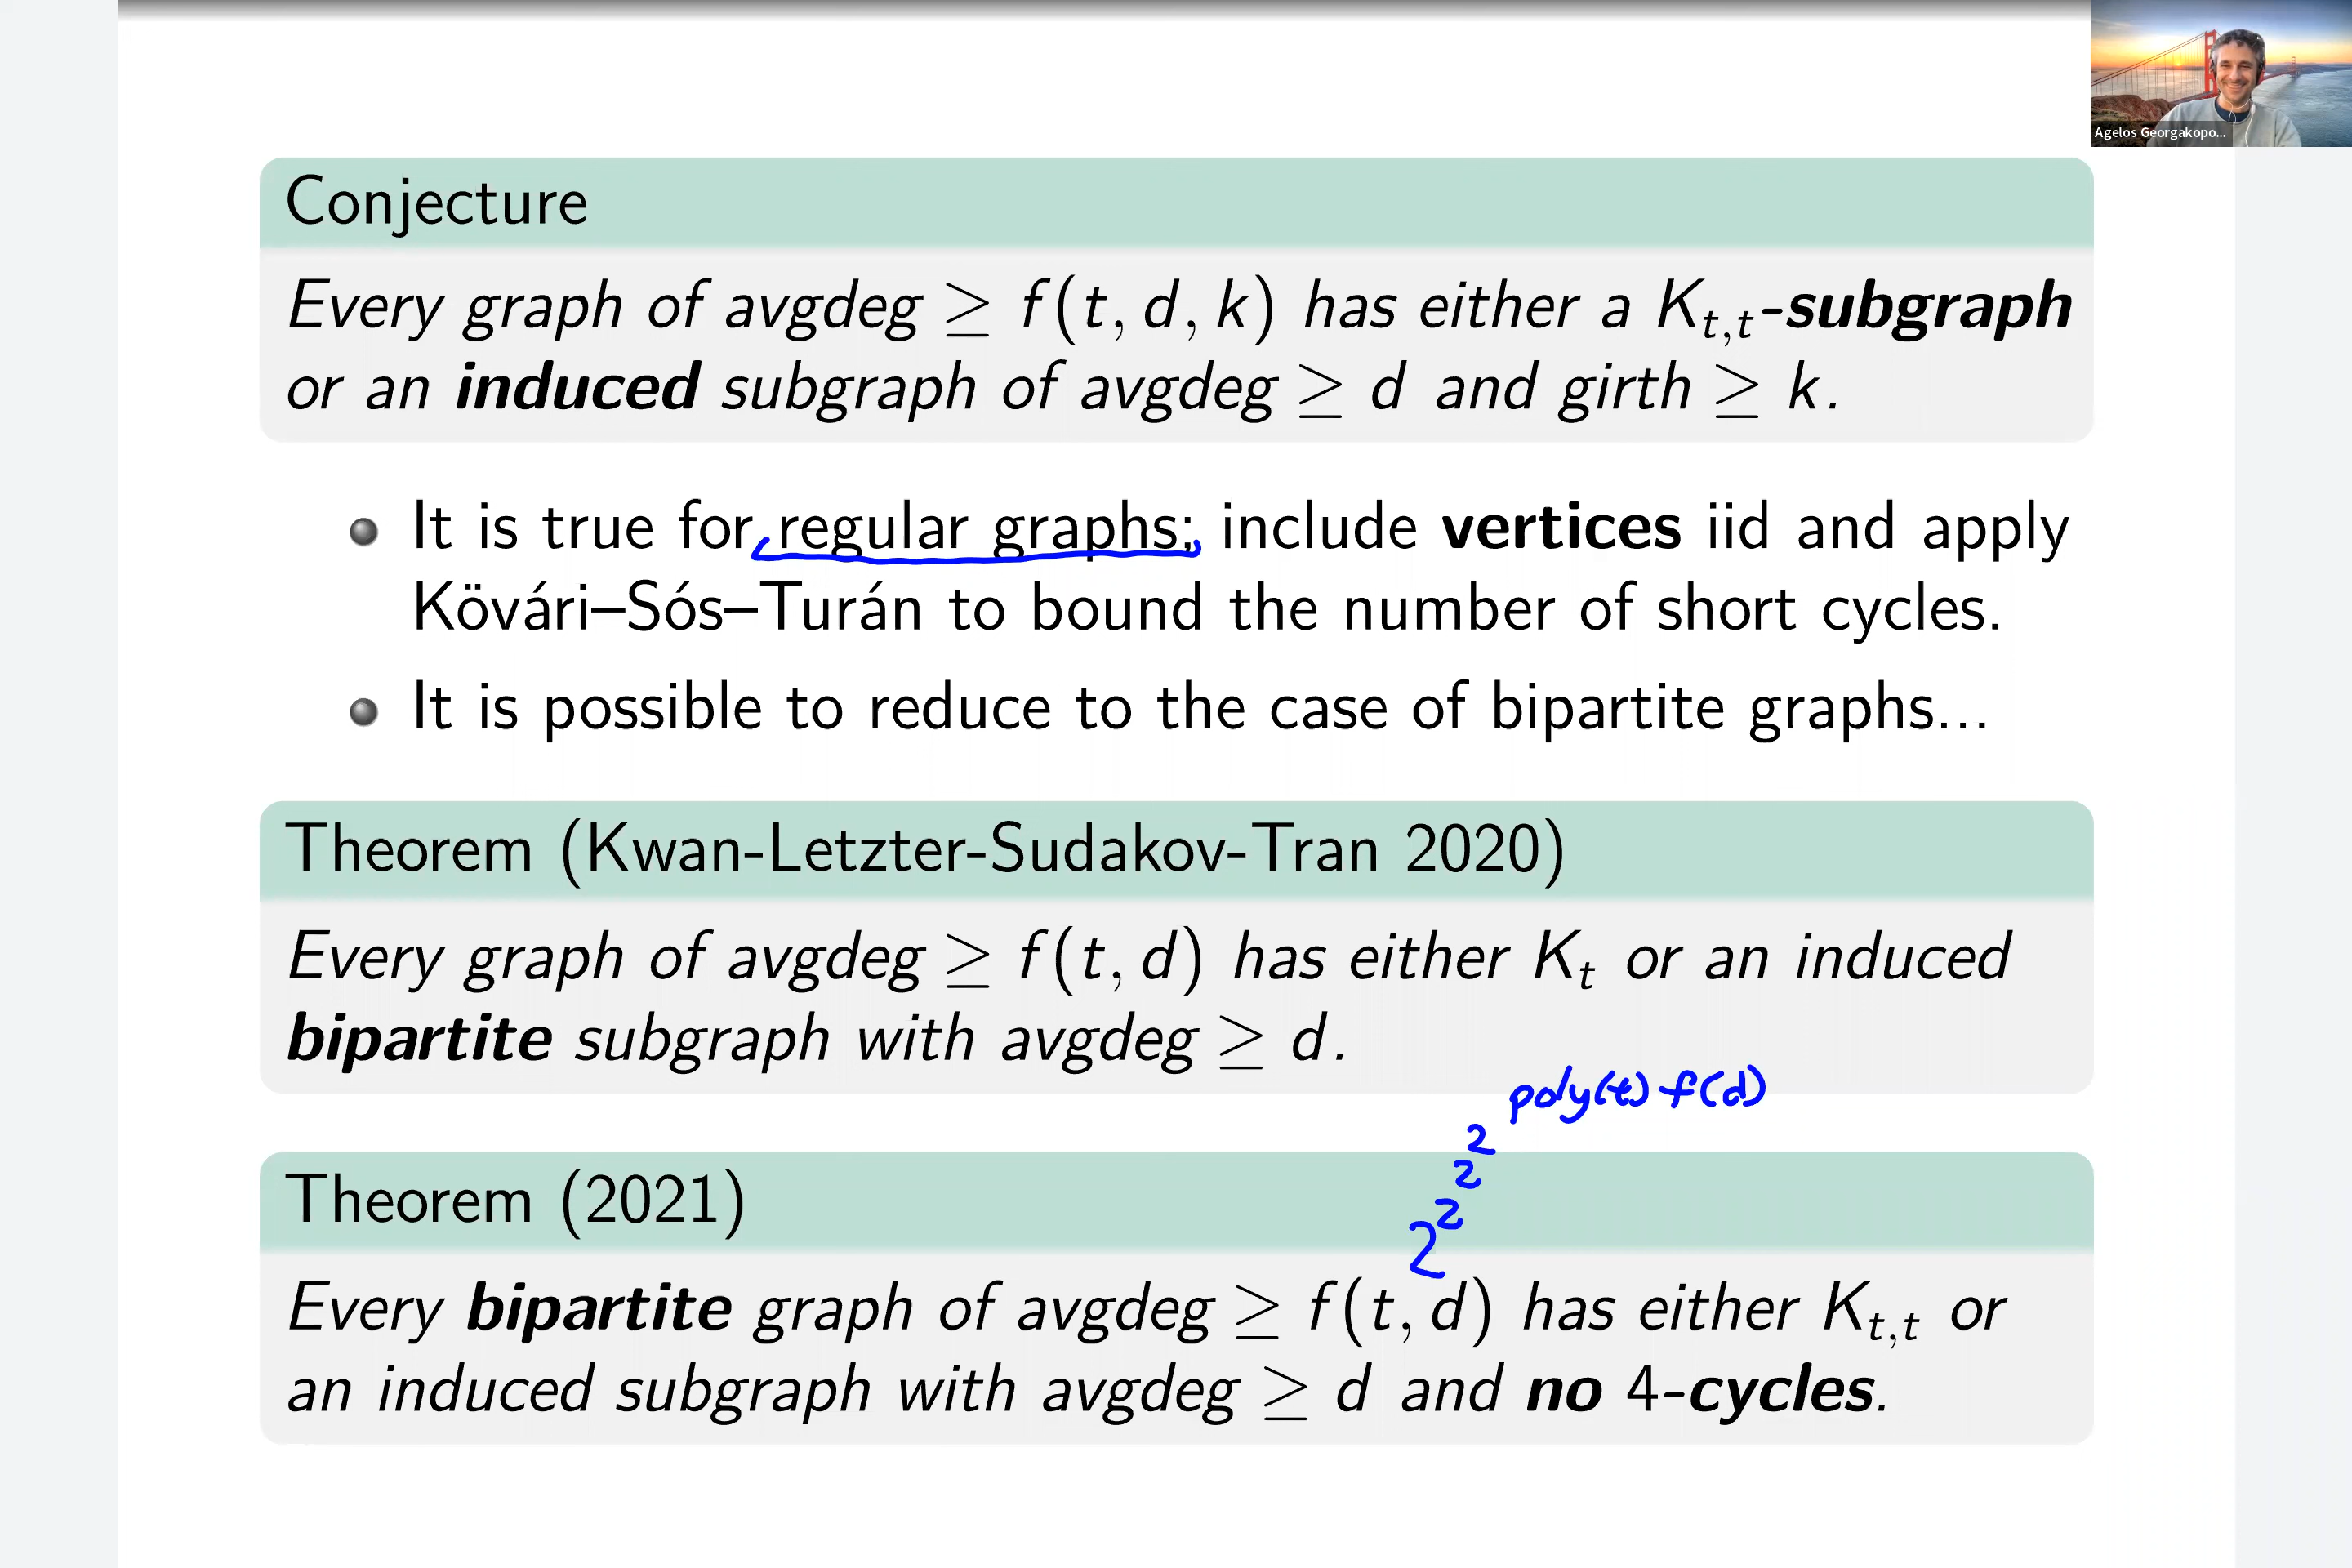 Agelos Georgakopo...
Conjecture
Every graph of avgdeg ≥ f(t, d, k) has either a K_{t,t}-subgraph
or an induced subgraph of avgdeg ≥ d and girth ≥ k.
It is true for regular graphs; include vertices iid and apply
Kövári–Sós–Turán to bound the number of short cycles.
It is possible to reduce to the case of bipartite graphs...
Theorem (Kwan-Letzter-Sudakov-Tran 2020)
Every graph of avgdeg ≥ f(t, d) has either K_t or an induced
bipartite subgraph with avgdeg ≥ d.
2^{2^{2^{2^{poly(t) f(d)}}}}
Theorem (2021)
Every bipartite graph of avgdeg ≥ f(t, d) has either K_{t,t} or
an induced subgraph with avgdeg ≥ d and no 4-cycles.